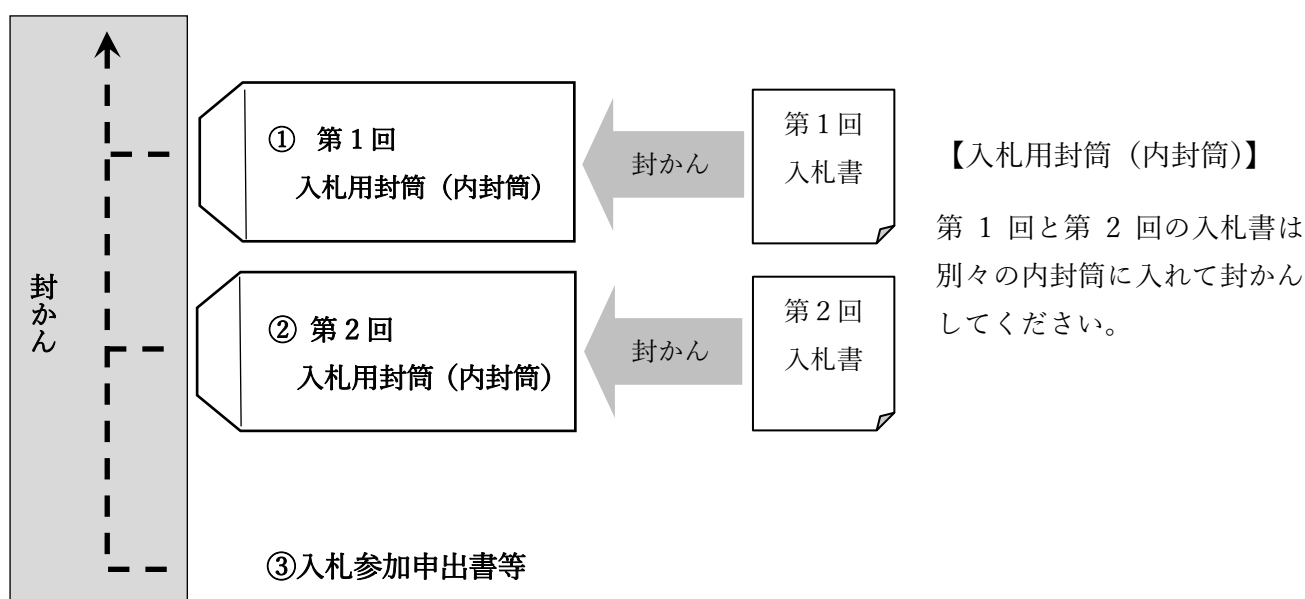 封かん
① 第1回
入札用封筒（内封筒）
封かん
第1回
入札書
② 第2回
入札用封筒（内封筒）
封かん
第2回
入札書
③入札参加申出書等
【入札用封筒（内封筒）】
第 1 回と第 2 回の入札書は
別々の内封筒に入れて封かん
してください。